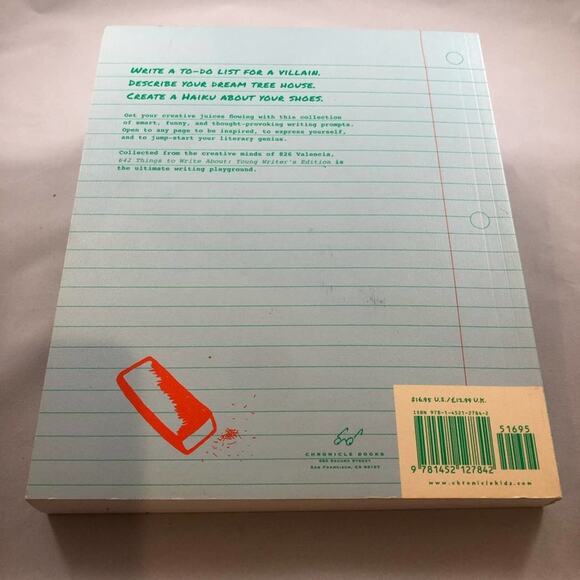 WRITE A TO-DO LIST FOR A VILLAIN.
DESCRIBE YOUR DREAM TREE HOUSE.
CREATE A HAIKU ABOUT YOUR SHOES.
Get your creative juices flowing with this collection
of smart, funny, and thought-provoking writing prompts.
Open to any page to be inspired, to express yourself,
and to jump-start your literary genius.
Collected from the creative minds of 826 Valencia,
642 Things to Write About: Young Writer's Edition is
the ultimate writing playground.
CHRONICLE BOOKS
680 SECOND STREET
SAN FRANCISCO, CA 94107
$16.95 U.S./£12.99 U.K.
ISBN 978-1-4521-2784-2
51695
9 781452 127842
www.chroniclekids.com